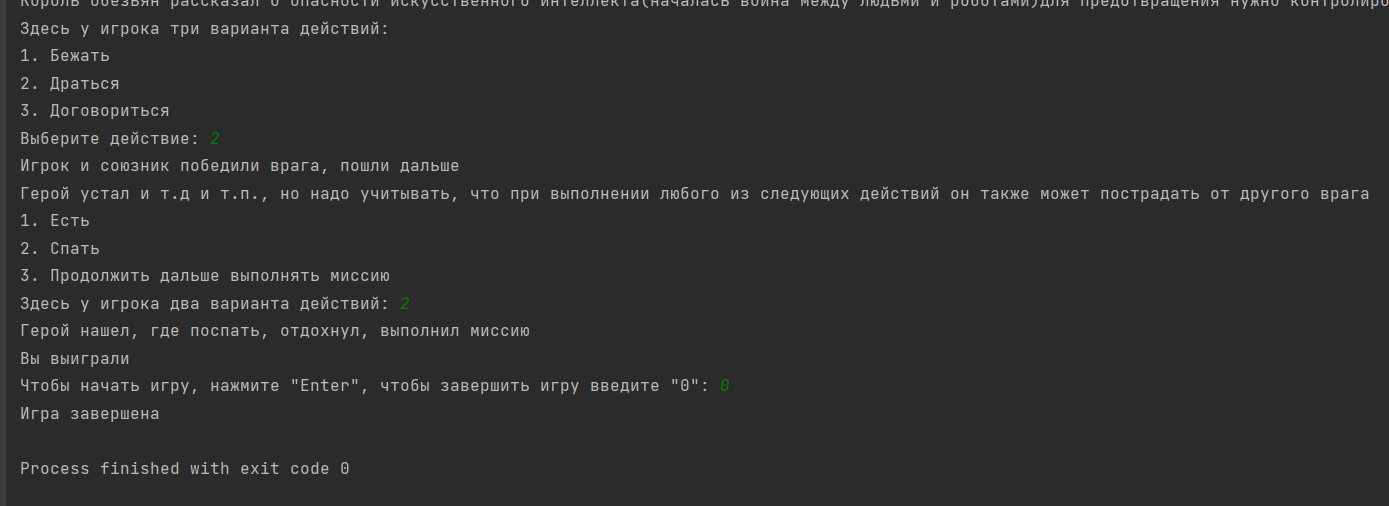 Король обезьян рассказал о опасности искусственного интеллекта(началась война между людьми и роботами)для предотвращения нужно контролиро
Здесь у игрока три варианта действий:
1. Бежать
2. Драться
3. Договориться
Выберите действие: 2
Игрок и союзник победили врага, пошли дальше
Герой устал и т.д и т.п., но надо учитывать, что при выполнении любого из следующих действий он также может пострадать от другого врага
1. Есть
2. Спать
3. Продолжить дальше выполнять миссию
Здесь у игрока два варианта действий: 2
Герой нашел, где поспать, отдохнул, выполнил миссию
Вы выиграли
Чтобы начать игру, нажмите "Enter", чтобы завершить игру введите "0": 0
Игра завершена
Process finished with exit code 0